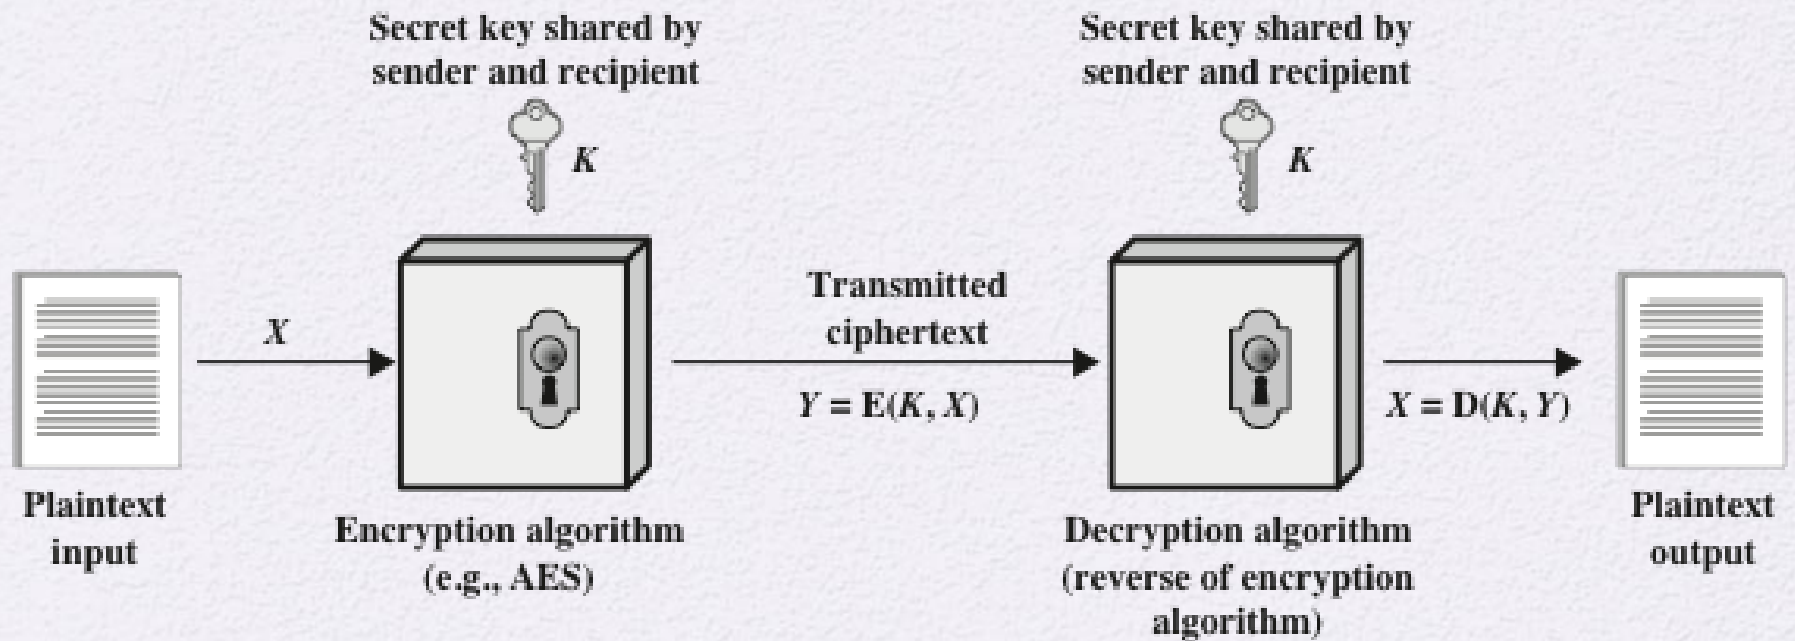 Secret key shared by
sender and recipient
K
Secret key shared by
sender and recipient
K
Plaintext
input
X
Encryption algorithm
(e.g., AES)
Transmitted
ciphertext
Y = E(K, X)
Decryption algorithm
(reverse of encryption
algorithm)
X = D(K, Y)
Plaintext
output